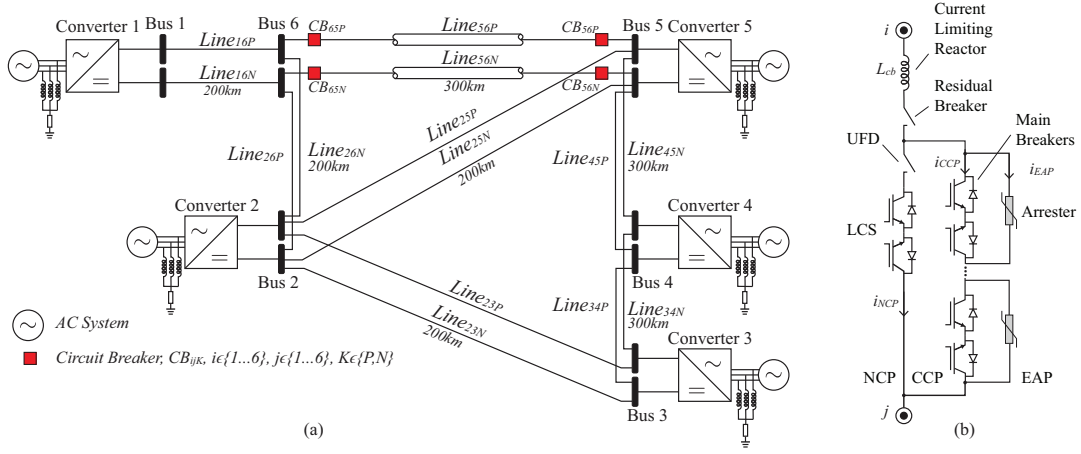 Converter 1
Bus 1
Line16P
Line16N
200km
Bus 6
CB65P
CB65N
Line56P
Line56N
300km
CB56P
CB56N
Bus 5
Converter 5
Line26P
Line26N
200km
Line25P
Line25N
200km
Line45P
Line45N
300km
Converter 2
Bus 2
Converter 4
Bus 4
Line23P
Line23N
200km
Line34P
Line34N
300km
Converter 3
Bus 3
AC System
Circuit Breaker, CBijK, iϵ{1...6}, jϵ{1...6}, Kϵ{P,N}
(a)
i
Current
Limiting
Reactor
Lcb
Residual
Breaker
UFD
Main
Breakers
iCCP
iEAP
LCS
Arrester
iNCP
NCP
CCP
EAP
j
(b)